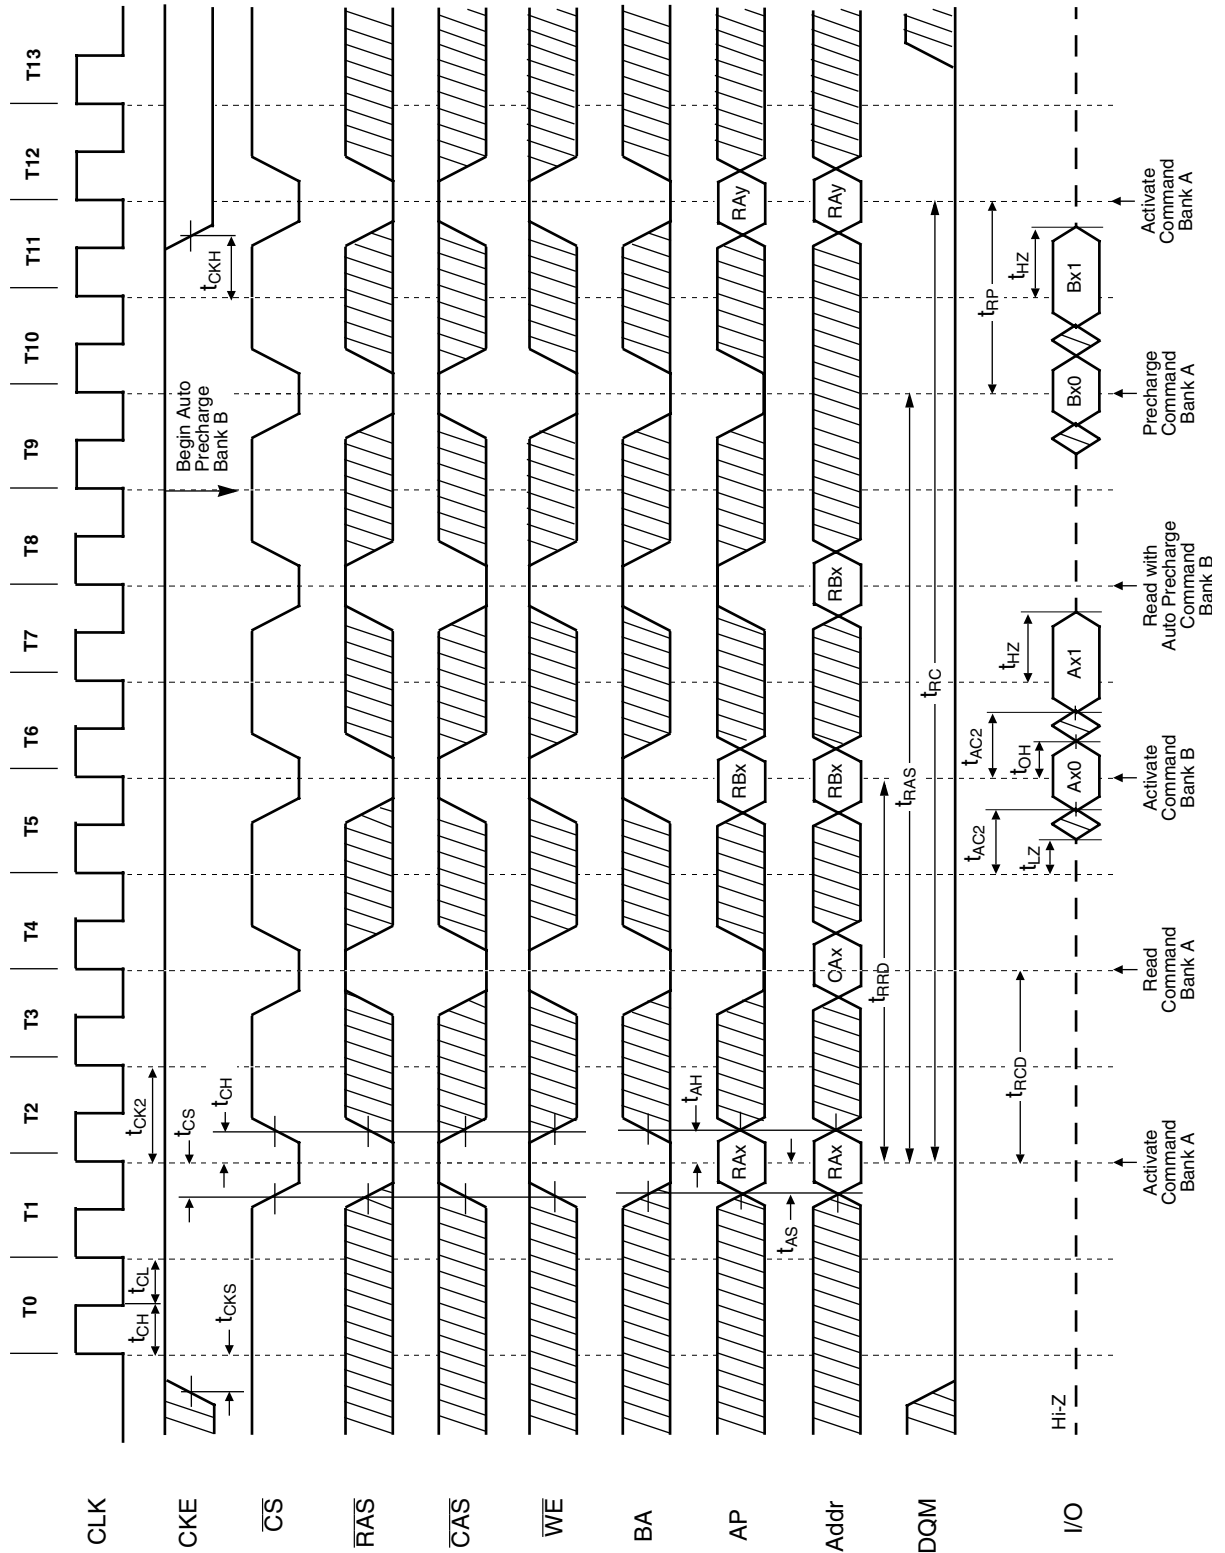 T0 T1 T2 T3 T4 T5 T6 T7 T8 T9 T10 T11 T12 T13
CLK
tCH tCL tCK2
CKE
tCKS
Begin Auto
Precharge
Bank B
tCKH
CS
tCS tCH
RAS
CAS
WE
BA
tAH
AP
RAx RBx RAy
tAS
Addr
RAx CAx RBx RBx RAy
tRRD
tRAS
tRC
DQM
tRCD
tRP
tAC2 tAC2
tLZ tOH tHZ tHZ
I/O
Hi-Z
Ax0 Ax1 Bx0 Bx1
Activate
Command
Bank A
Read
Command
Bank A
Activate
Command
Bank B
Read with
Auto Precharge
Command
Bank B
Precharge
Command
Bank A
Activate
Command
Bank A